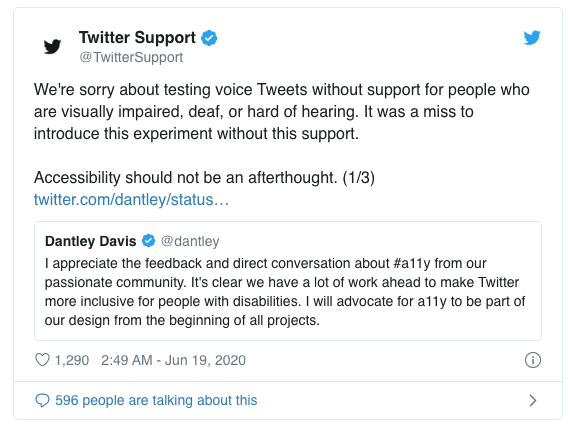 Twitter Support
@TwitterSupport
We're sorry about testing voice Tweets without support for people who
are visually impaired, deaf, or hard of hearing. It was a miss to
introduce this experiment without this support.
Accessibility should not be an afterthought. (1/3)
twitter.com/dantley/status…
Dantley Davis @dantley
I appreciate the feedback and direct conversation about #a11y from our
passionate community. It's clear we have a lot of work ahead to make Twitter
more inclusive for people with disabilities. I will advocate for a11y to be part of
our design from the beginning of all projects.
1,290 2:49 AM - Jun 19, 2020
596 people are talking about this